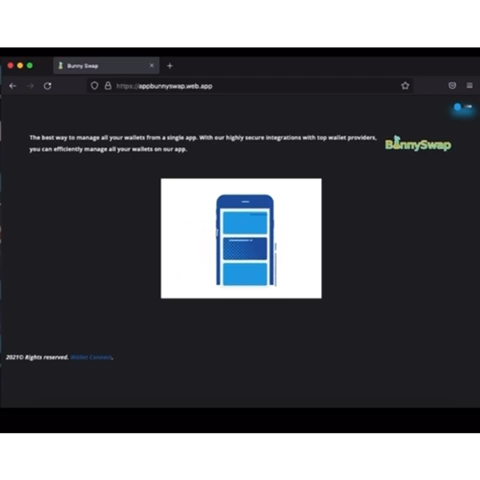 Bunny Swap
https://appbunnyswap.web.app
The best way to manage all your wallets from a single app. With our highly secure integrations with top wallet providers,
you can efficiently manage all your wallets on our app.
BunnySwap
2021© Rights reserved. Wallet Connect.